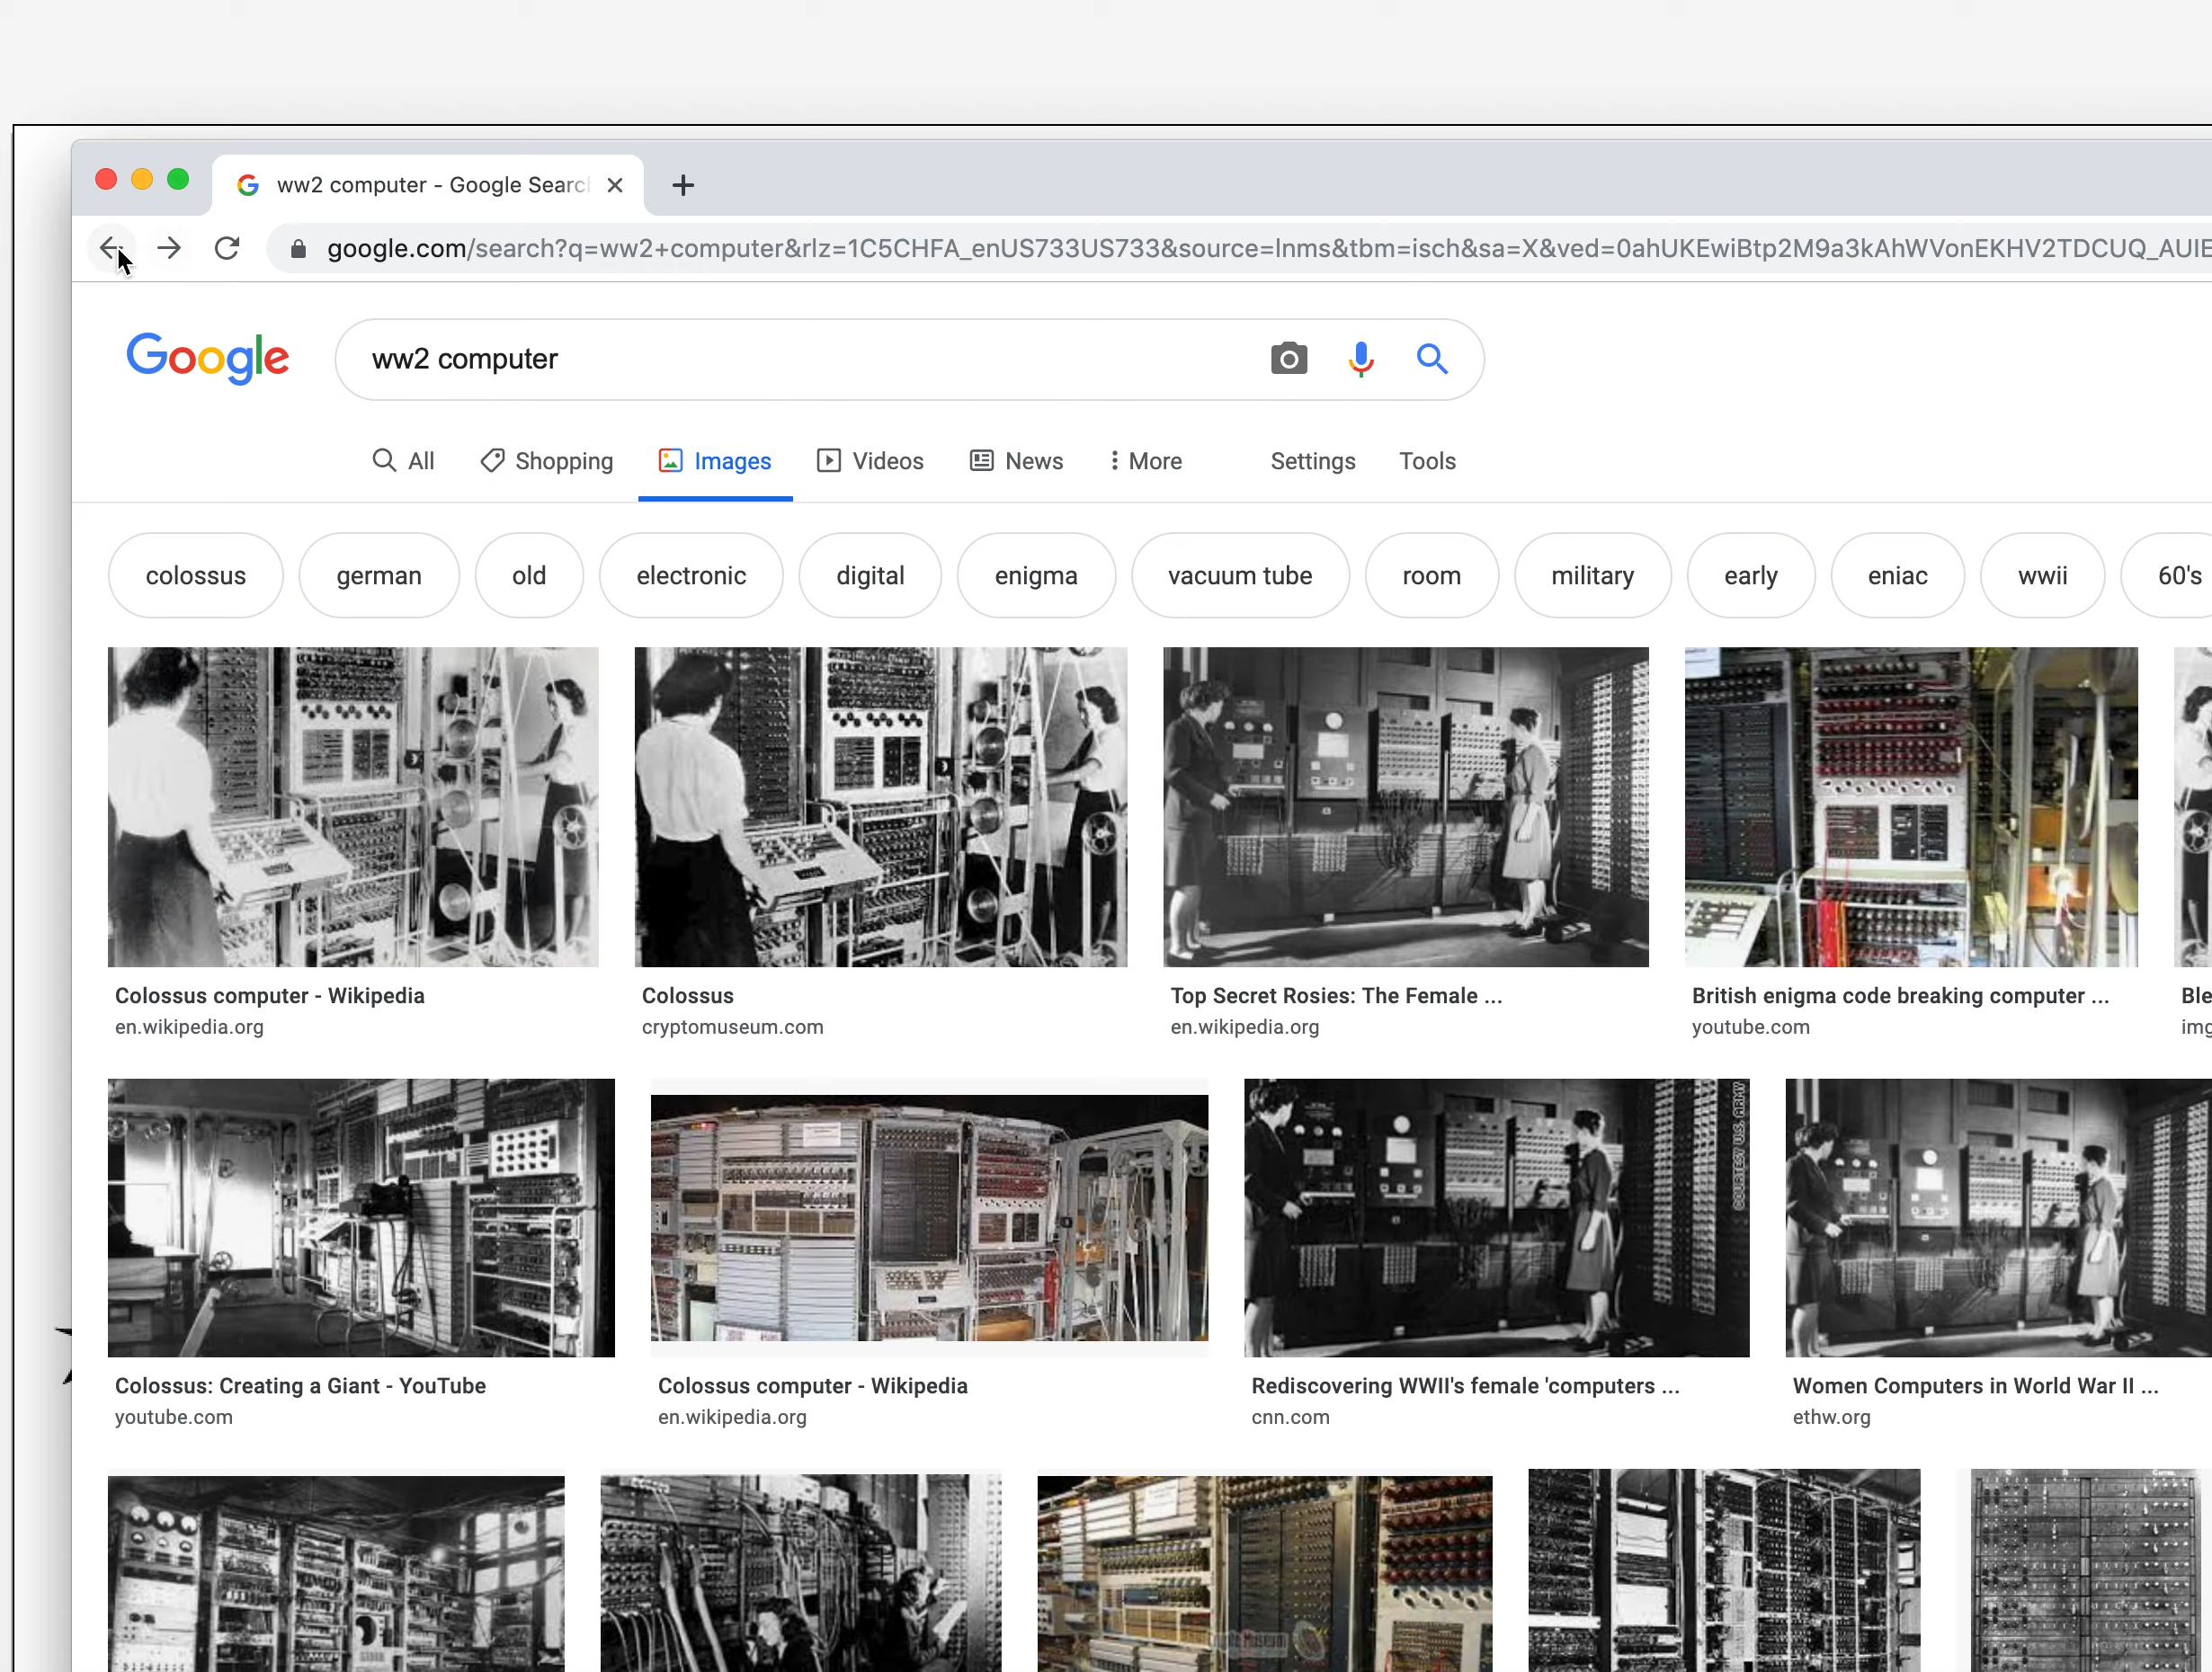 ww2 computer - Google Searc
google.com/search?q=ww2+computer&rlz=1C5CHFA_enUS733US733&source=lnms&tbm=isch&sa=X&ved=0ahUKEwiBtp2M9a3kAhWVonEKHV2TDCUQ_AUIE
Google
ww2 computer
All Shopping Images Videos News More Settings Tools
colossus german old electronic digital enigma vacuum tube room military early eniac wwii 60's
Colossus computer - Wikipedia
en.wikipedia.org
Colossus
cryptomuseum.com
Top Secret Rosies: The Female ...
en.wikipedia.org
British enigma code breaking computer ...
youtube.com
Ble
img
COURTESY U.S. ARMY
Colossus: Creating a Giant - YouTube
youtube.com
Colossus computer - Wikipedia
en.wikipedia.org
Rediscovering WWII's female 'computers ...
cnn.com
Women Computers in World War II ...
ethw.org